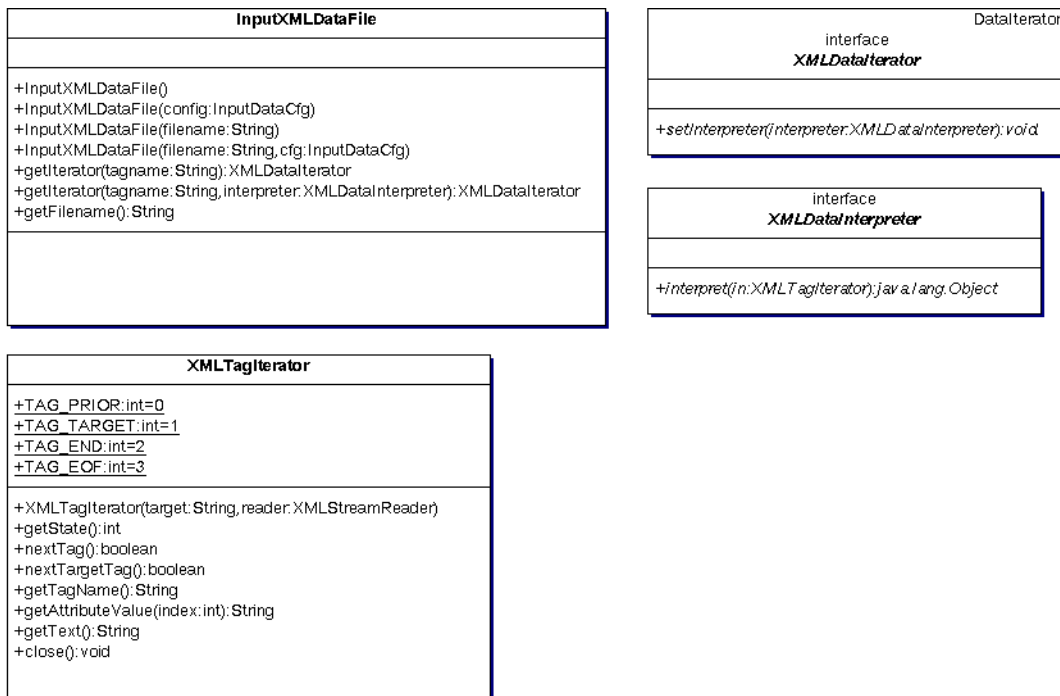 InputXMLDataFile
+InputXMLDataFile()
+InputXMLDataFile(config:InputDataCfg)
+InputXMLDataFile(filename:String)
+InputXMLDataFile(filename:String,cfg:InputDataCfg)
+getIterator(tagname:String):XMLDataIterator
+getIterator(tagname:String,interpreter:XMLDataInterpreter):XMLDataIterator
+getFilename():String
DataIterator
interface
XMLDataIterator
+setInterpreter(interpreter:XMLDataInterpreter):void
interface
XMLDataInterpreter
+interpret(in:XMLTagIterator):java.lang.Object
XMLTagIterator
+TAG_PRIOR:int=0
+TAG_TARGET:int=1
+TAG_END:int=2
+TAG_EOF:int=3
+XMLTagIterator(target:String,reader:XMLStreamReader)
+getState():int
+nextTag():boolean
+nextTargetTag():boolean
+getTagName():String
+getAttributeValue(index:int):String
+getText():String
+close():void